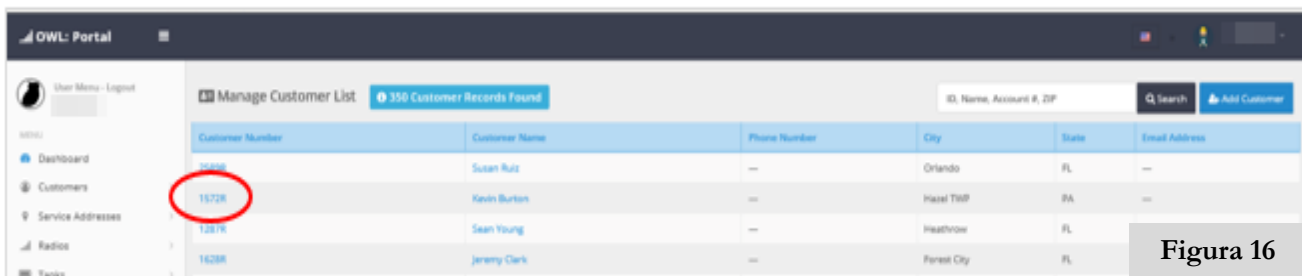 OWL: Portal
User Menu - Logout
Manage Customer List 350 Customer Records Found ID, Name, Account #, ZIP Search Add Customer
MENU
Customer Number Customer Name Phone Number City State Email Address
Dashboard
Susan Ruiz — Orlando FL —
Customers
1572R Kevin Burton — Hazel TWP PA —
Service Addresses
1287R Sean Young — Heathrow FL
Radios
1628R Jeremy Clark — Forest City FL
Tasks
Figura 16